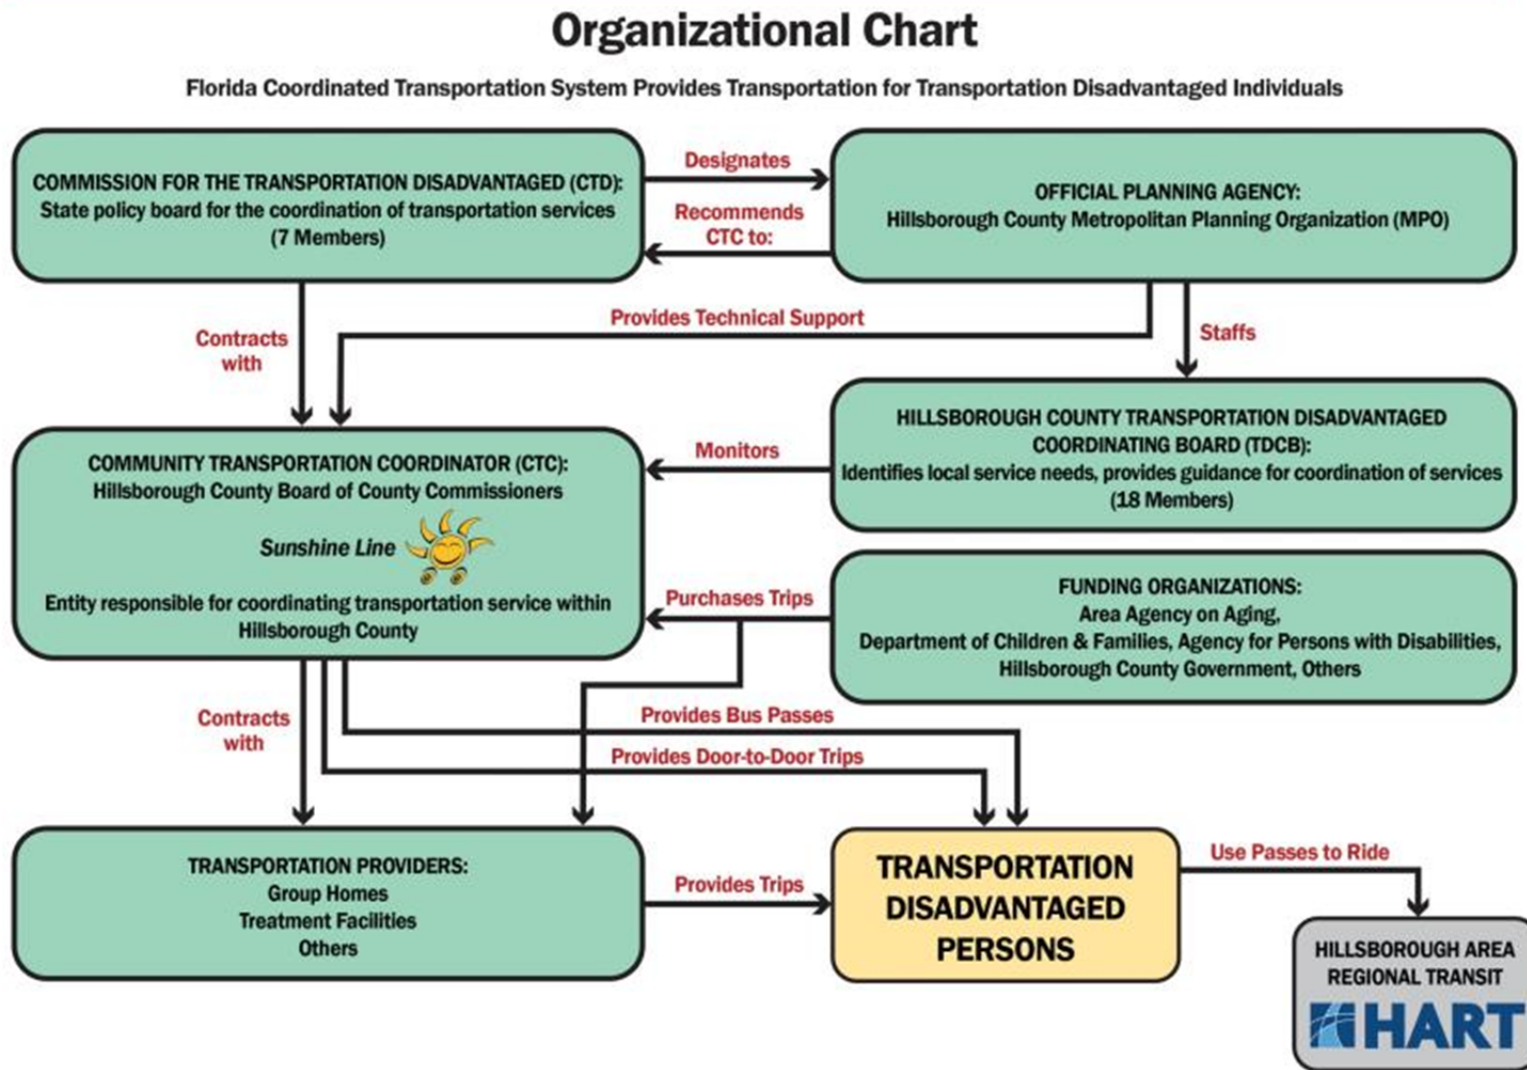 Organizational Chart
Florida Coordinated Transportation System Provides Transportation for Transportation Disadvantaged Individuals
COMMISSION FOR THE TRANSPORTATION DISADVANTAGED (CTD):
State policy board for the coordination of transportation services
(7 Members)
Designates
Recommends
CTC to:
OFFICIAL PLANNING AGENCY:
Hillsborough County Metropolitan Planning Organization (MPO)
Contracts
with
Provides Technical Support
Staffs
COMMUNITY TRANSPORTATION COORDINATOR (CTC):
Hillsborough County Board of County Commissioners
Sunshine Line
Entity responsible for coordinating transportation service within
Hillsborough County
Monitors
HILLSBOROUGH COUNTY TRANSPORTATION DISADVANTAGED
COORDINATING BOARD (TDCB):
Identifies local service needs, provides guidance for coordination of services
(18 Members)
Purchases Trips
FUNDING ORGANIZATIONS:
Area Agency on Aging,
Department of Children & Families, Agency for Persons with Disabilities,
Hillsborough County Government, Others
Contracts
with
Provides Bus Passes
Provides Door-to-Door Trips
TRANSPORTATION PROVIDERS:
Group Homes
Treatment Facilities
Others
Provides Trips
TRANSPORTATION
DISADVANTAGED
PERSONS
Use Passes to Ride
HILLSBOROUGH AREA
REGIONAL TRANSIT
HART